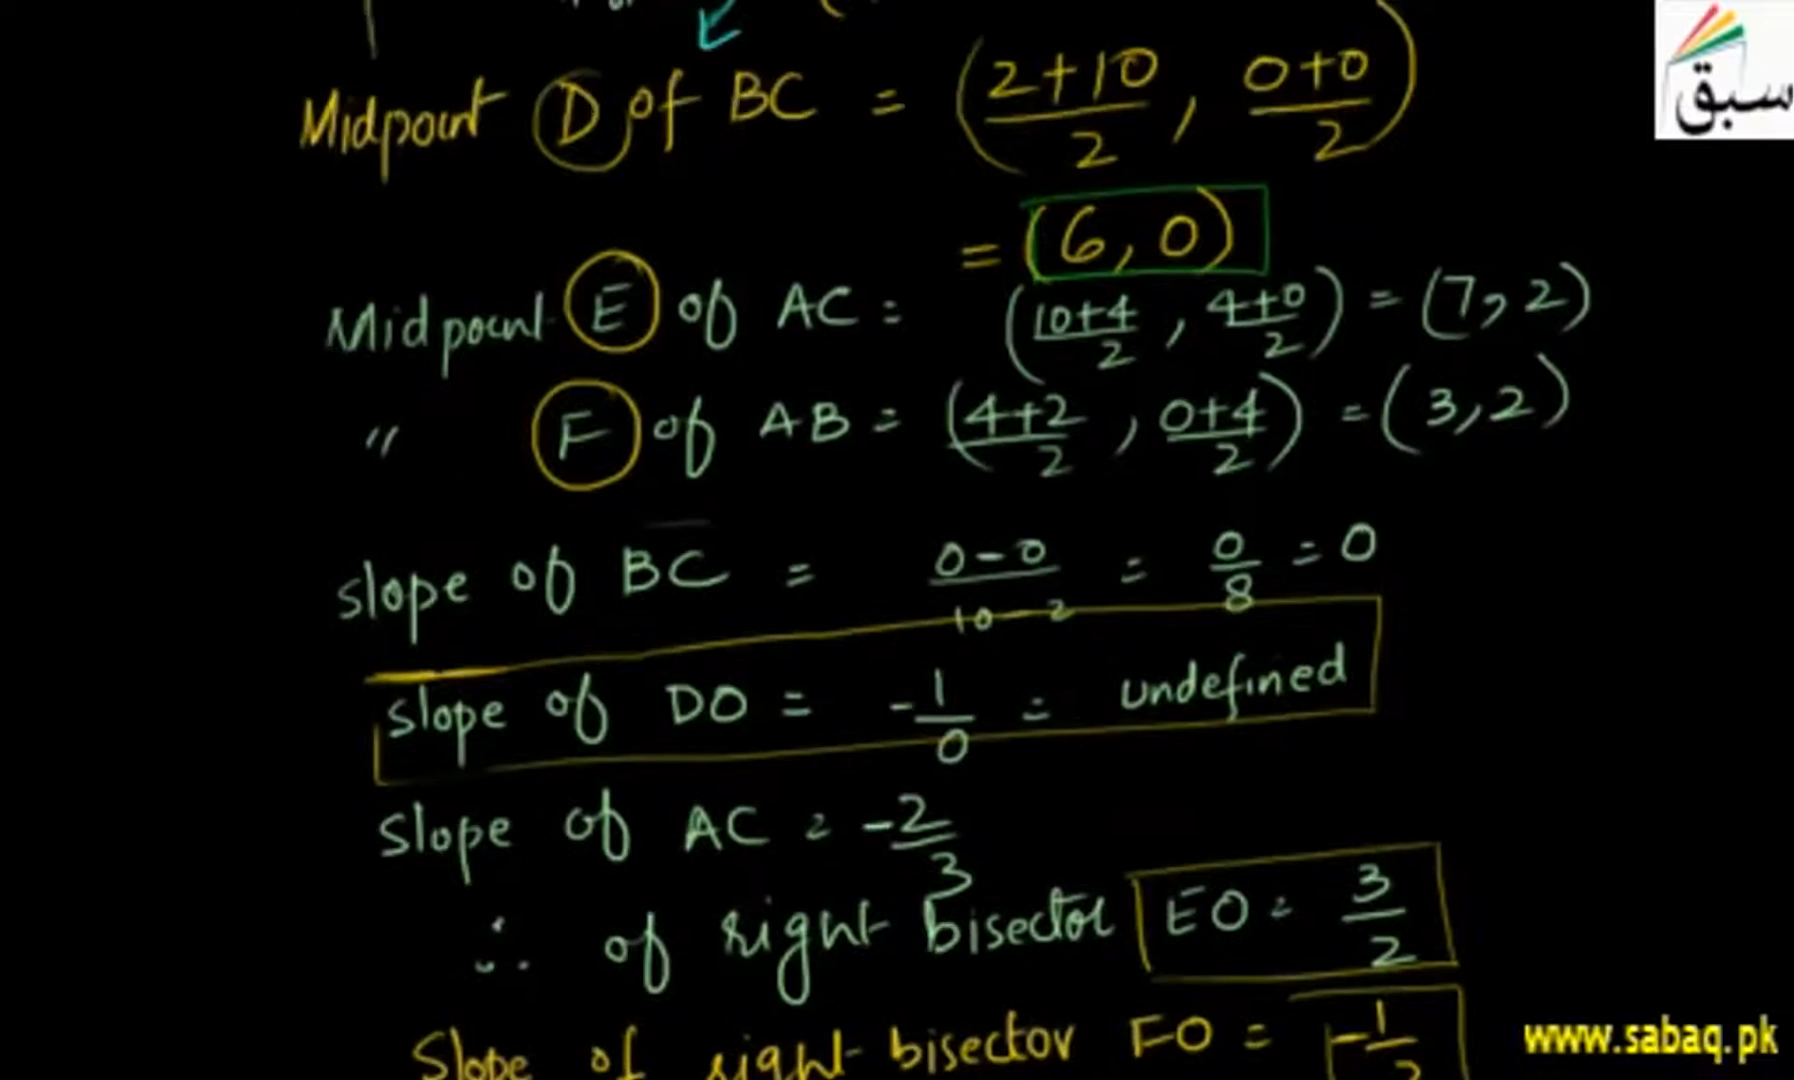 سبق
Midpoint D of BC = (2+10/2, 0+0/2)
= (6,0)
Midpoint E of AC = (10+4/2, 4+0/2) = (7,2)
" F of AB = (4+2/2, 0+4/2) = (3,2)
slope of BC = 0-0/10-2 = 0/8 = 0
slope of DO = -1/0 = undefined
slope of AC = -2/3
∴ of right bisector EO = 3/2
Slope of right bisector FO = -1/
www.sabaq.pk